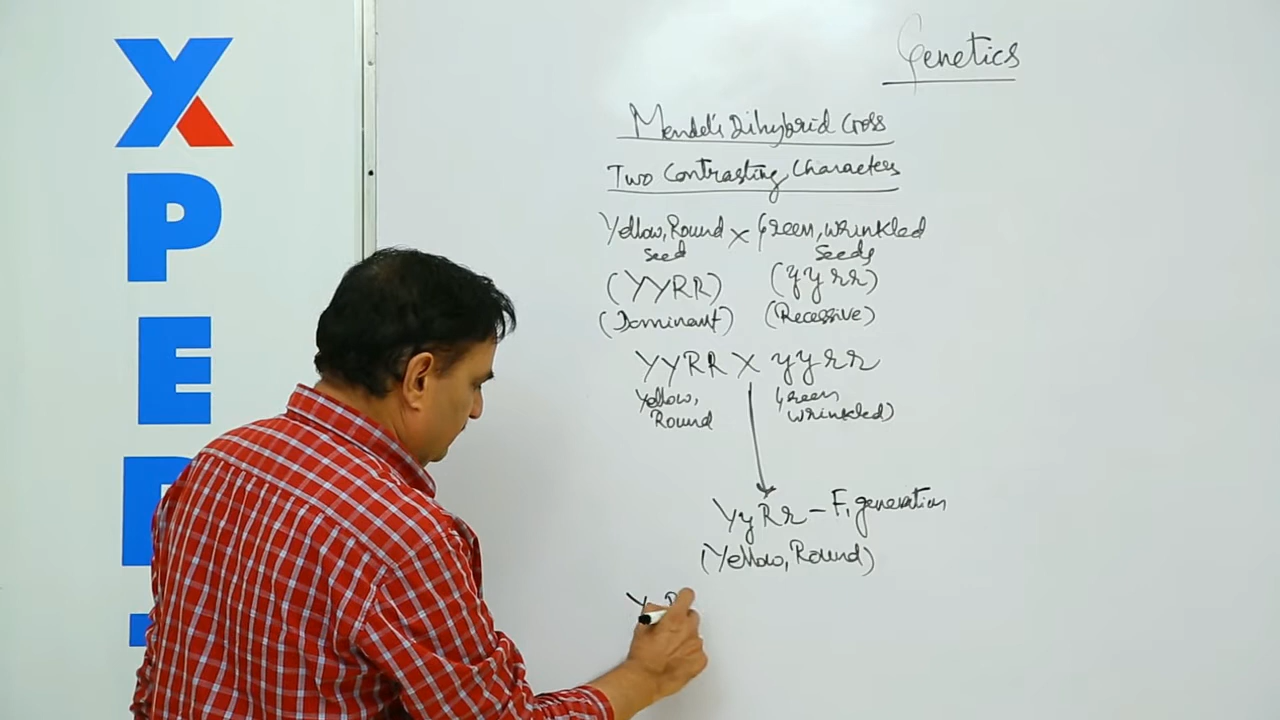 XPER
Genetics
Mendel's Dihybrid Cross
Two Contrasting Characters
Yellow, Round X Green, wrinkled
seed seeds
(YYRR) (yyrr)
(Dominant) (Recessive)
YYRR X yyrr
Yellow, Round (Green wrinkled)
YyRr - F1 generation
(Yellow, Round)
Y R